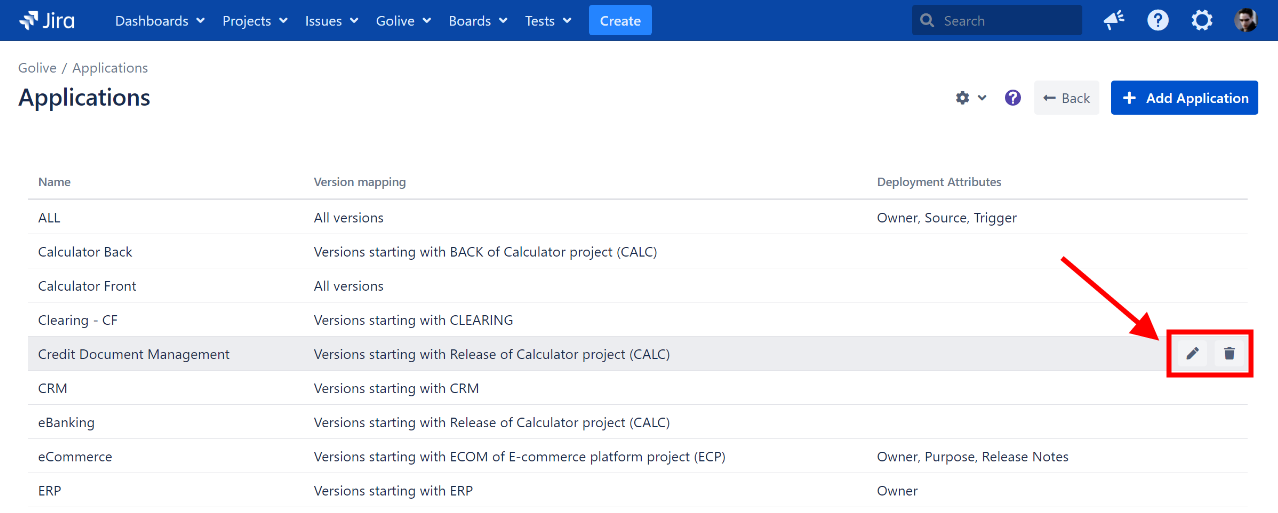 Jira Dashboards Projects Issues Golive Boards Tests Create Search
Golive / Applications
Applications
Back + Add Application
Name Version mapping Deployment Attributes
ALL All versions Owner, Source, Trigger
Calculator Back Versions starting with BACK of Calculator project (CALC)
Calculator Front All versions
Clearing - CF Versions starting with CLEARING
Credit Document Management Versions starting with Release of Calculator project (CALC)
CRM Versions starting with CRM
eBanking Versions starting with Release of Calculator project (CALC)
eCommerce Versions starting with ECOM of E-commerce platform project (ECP) Owner, Purpose, Release Notes
ERP Versions starting with ERP Owner